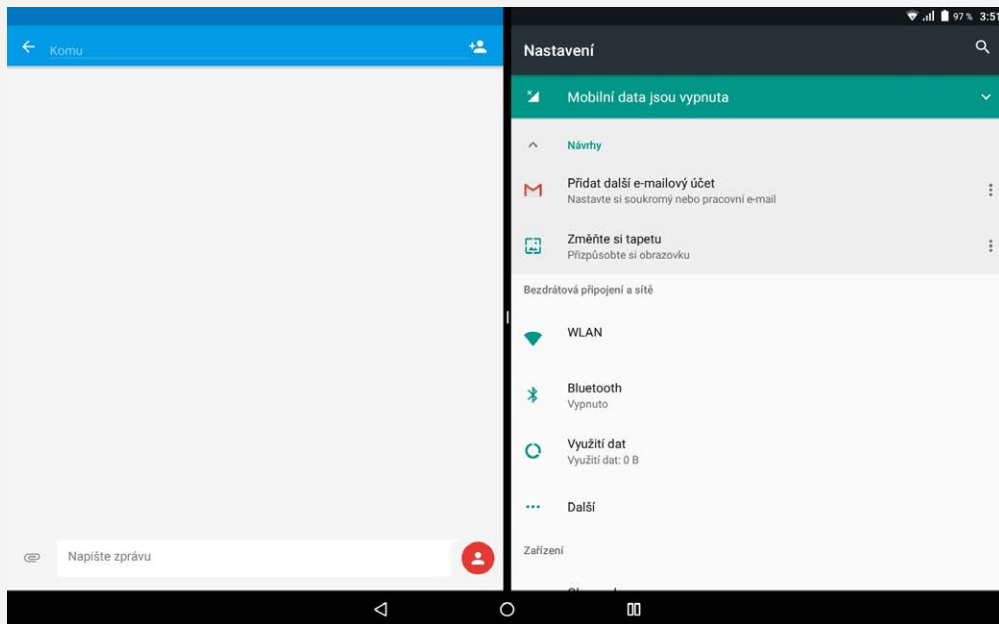 Komu
Napište zprávu
97 % 3:51
Nastavení
Mobilní data jsou vypnuta
Návrhy
Přidat další e-mailový účet
Nastavte si soukromý nebo pracovní e-mail
Změňte si tapetu
Přizpůsobte si obrazovku
Bezdrátová připojení a sítě
WLAN
Bluetooth
Vypnuto
Využití dat
Využití dat: 0 B
Další
Zařízení